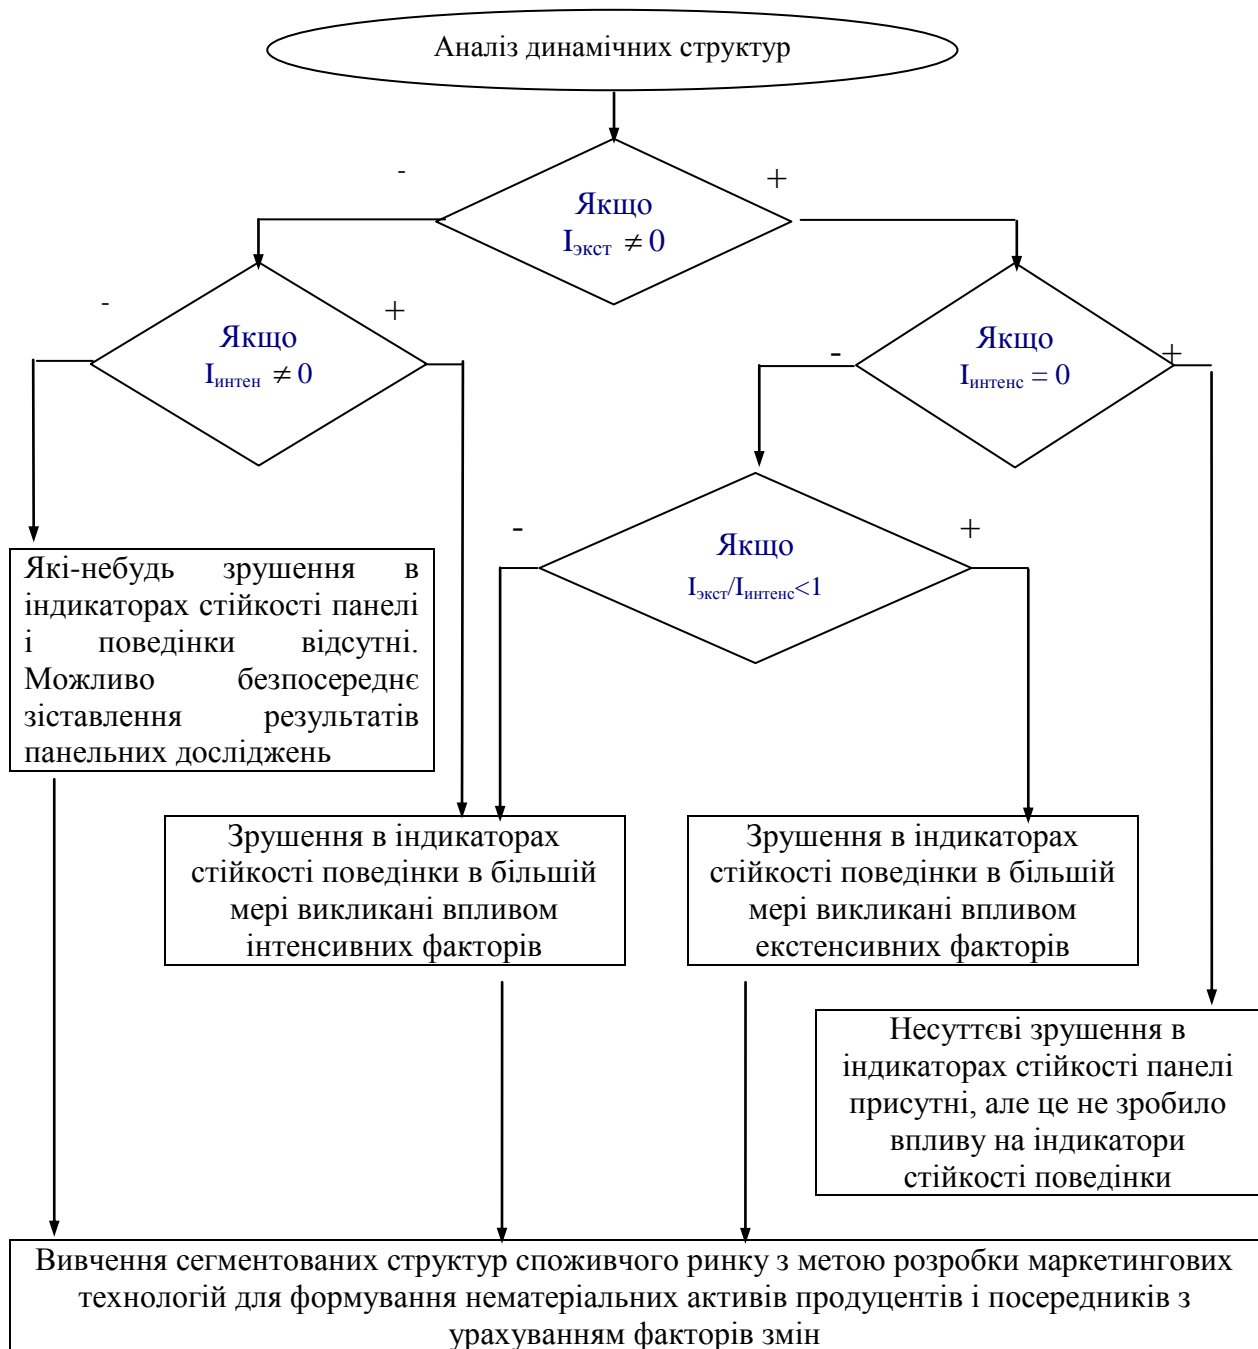 Аналіз динамічних структур
-
+
Якщо
Iэкст ≠ 0
-
+
Якщо
Iинтен ≠ 0
-
+
Якщо
Iинтенс = 0
-
+
Якщо
Iэкст/Iинтенс<1
Які-небудь зрушення в
індикаторах стійкості панелі
і поведінки відсутні.
Можливо безпосереднє
зіставлення результатів
панельних досліджень
Зрушення в індикаторах
стійкості поведінки в більшій
мері викликані впливом
інтенсивних факторів
Зрушення в індикаторах
стійкості поведінки в більшій
мері викликані впливом
екстенсивних факторів
Несуттєві зрушення в
індикаторах стійкості панелі
присутні, але це не зробило
впливу на індикатори
стійкості поведінки
Вивчення сегментованих структур споживчого ринку з метою розробки маркетингових
технологій для формування нематеріальних активів продуцентів і посередників з
урахуванням факторів змін